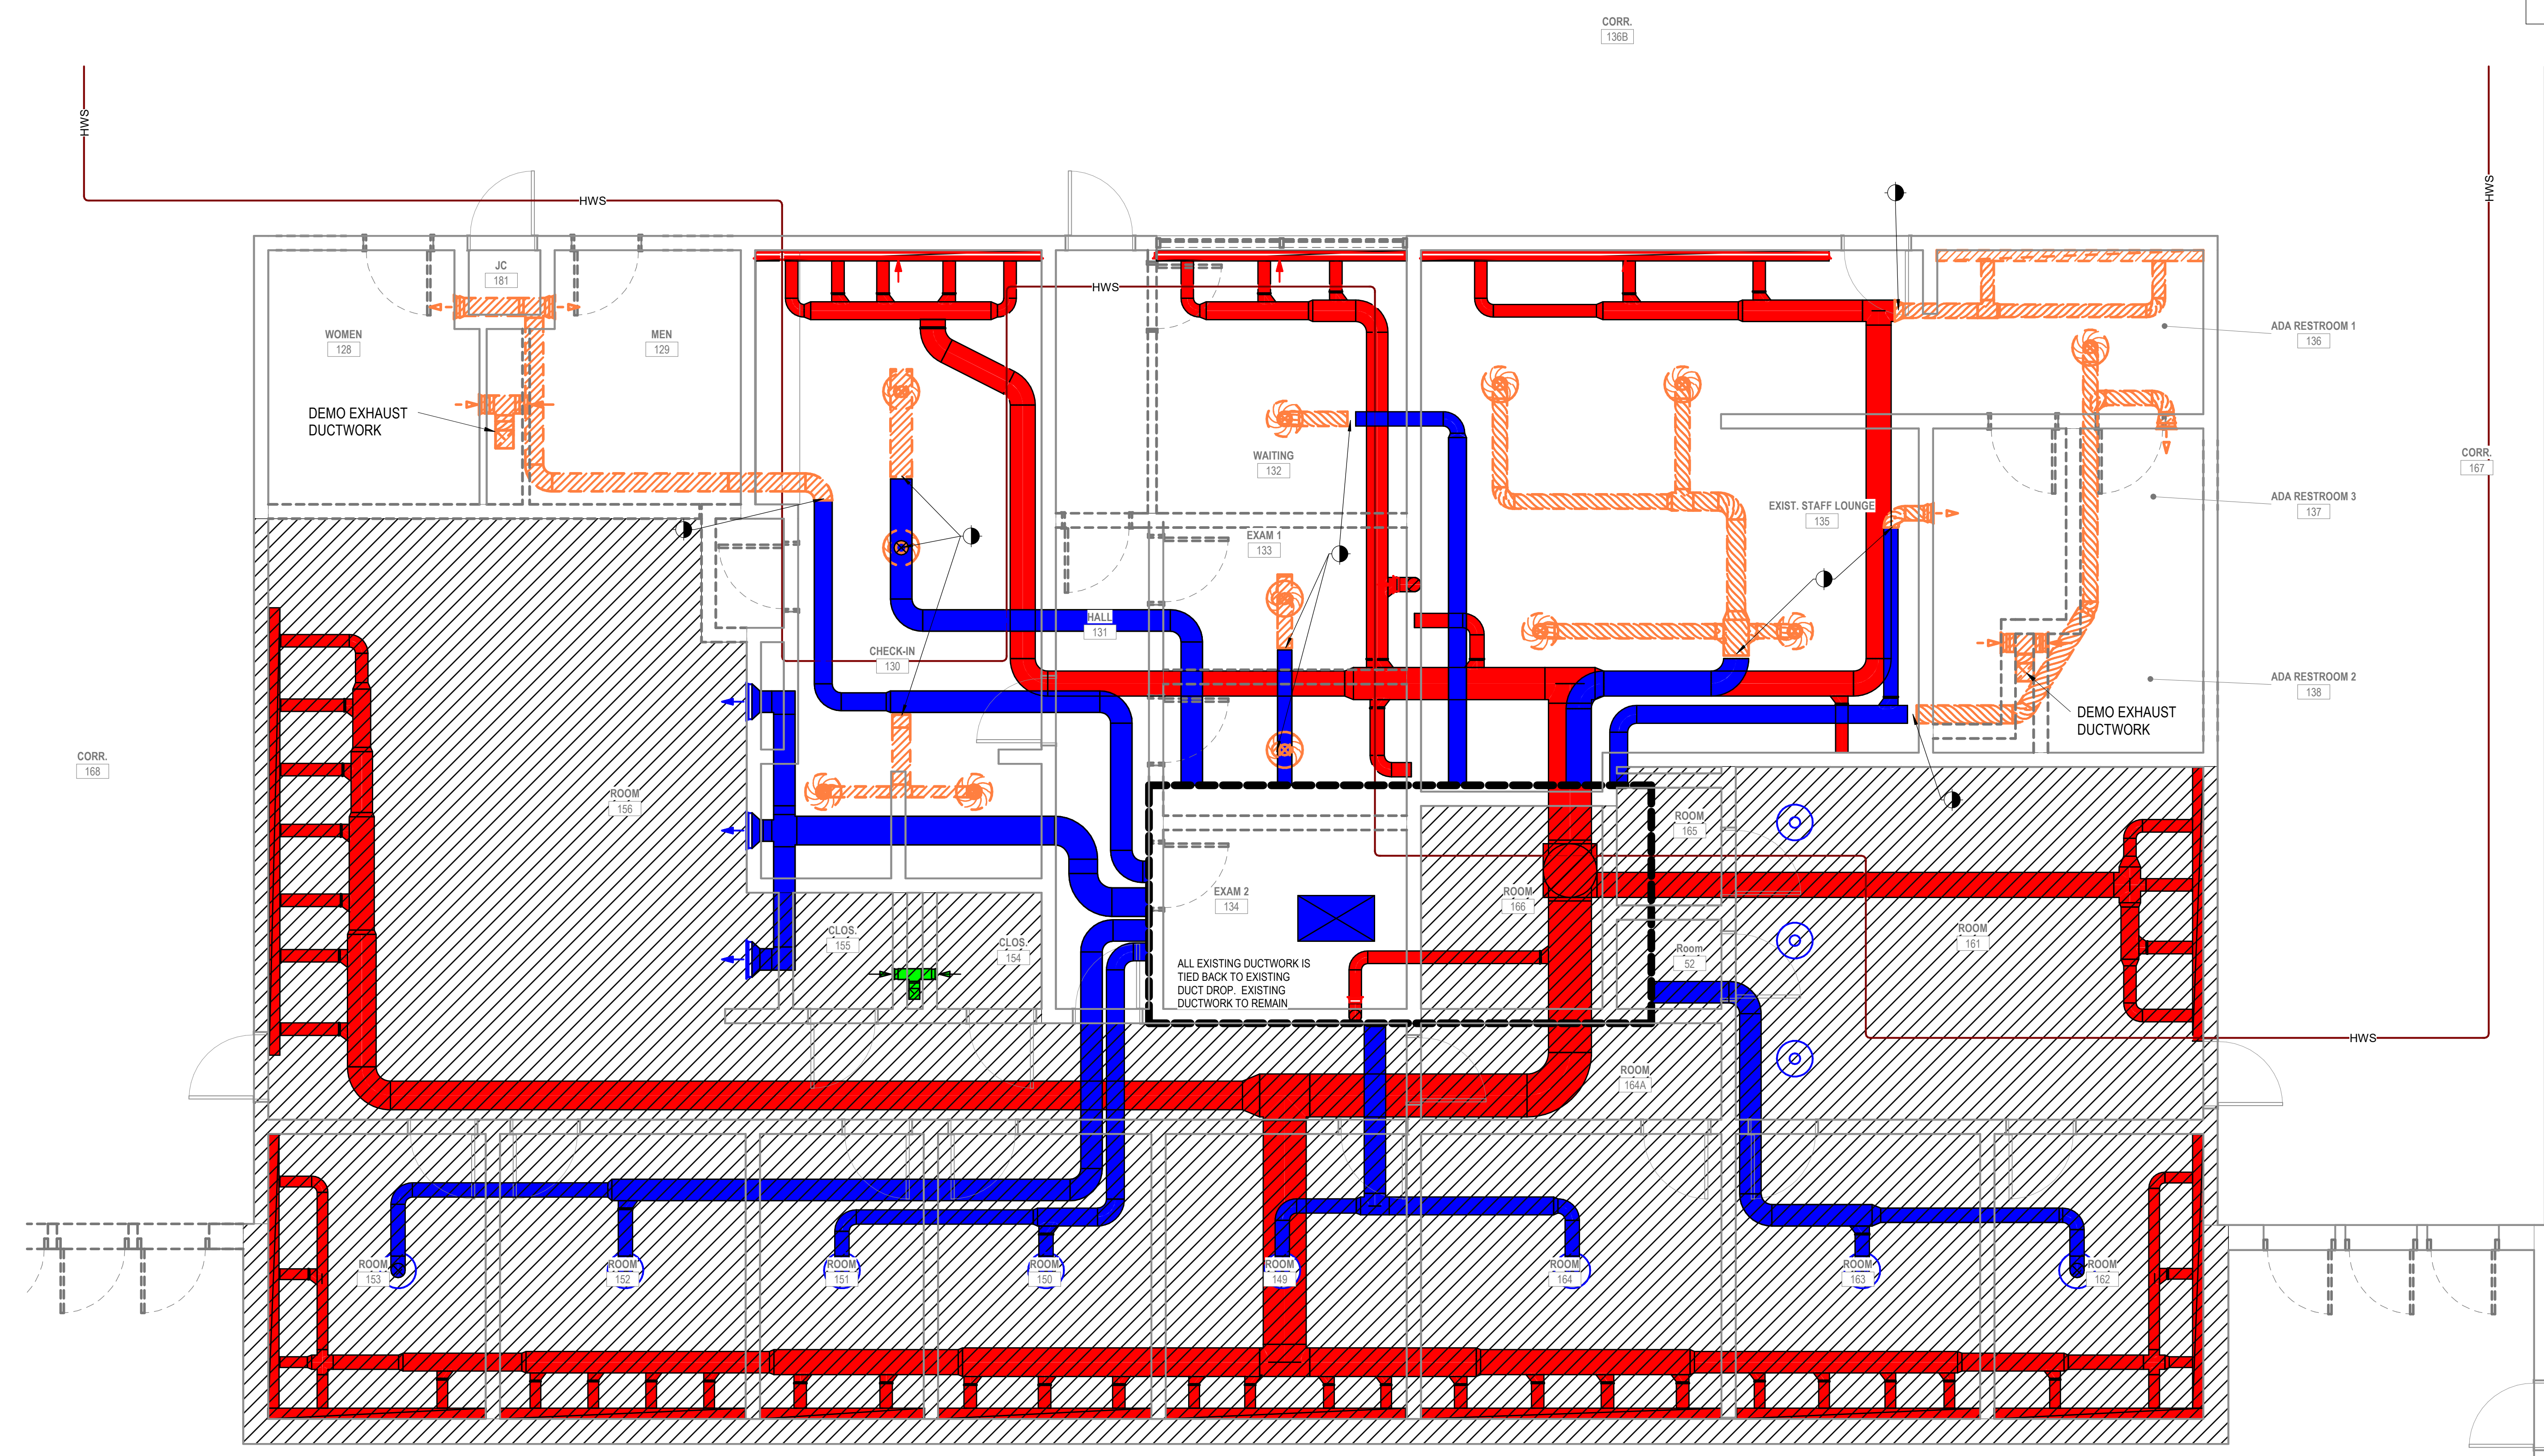 CORR.
136B
HWS
HWS
HWS
HWS
JC
181
WOMEN
128
MEN
129
DEMO EXHAUST
DUCTWORK
WAITING
132
EXAM 1
133
EXIST. STAFF LOUNGE
135
ADA RESTROOM 1
136
CORR.
167
ADA RESTROOM 3
137
HALL
131
CHECK-IN
130
ADA RESTROOM 2
138
DEMO EXHAUST
DUCTWORK
CORR.
168
ROOM
156
ROOM
165
EXAM 2
134
ROOM
166
CLOS.
155
CLOS.
154
Room
52
ROOM
161
ALL EXISTING DUCTWORK IS
TIED BACK TO EXISTING
DUCT DROP. EXISTING
DUCTWORK TO REMAIN
HWS
ROOM
164A
ROOM
153
ROOM
152
ROOM
151
ROOM
150
ROOM
149
ROOM
164
ROOM
163
ROOM
162